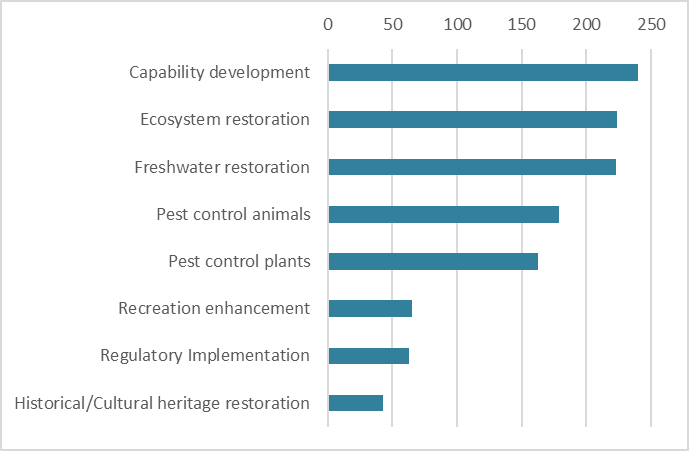 0 50 100 150 200 250
Capability development
Ecosystem restoration
Freshwater restoration
Pest control animals
Pest control plants
Recreation enhancement
Regulatory Implementation
Historical/Cultural heritage restoration